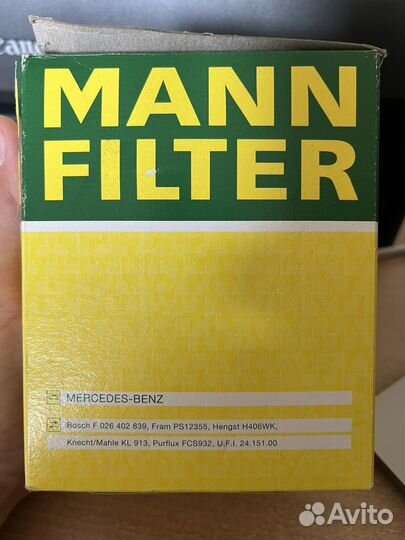 Canon
MANN
FILTER
MERCEDES-BENZ
Bosch F 026 402 839, Fram PS12355, Hengst H406WK,
Knecht/Mahle KL 913, Purflux FCS932, U.F.I. 24.151.00
Avito